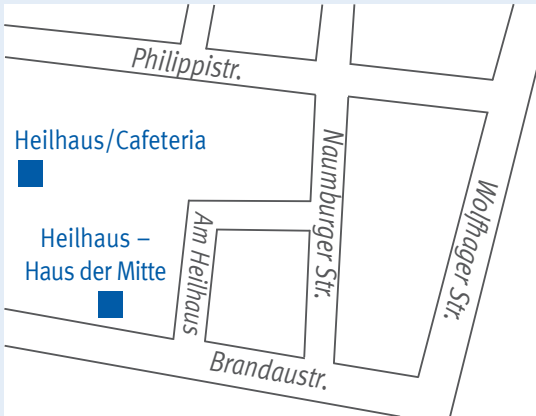 Philippistr.
Heilhaus/Cafeteria
Naumburger Str.
Wolfhager Str.
Am Heilhaus
Heilhaus –
Haus der Mitte
Brandaustr.